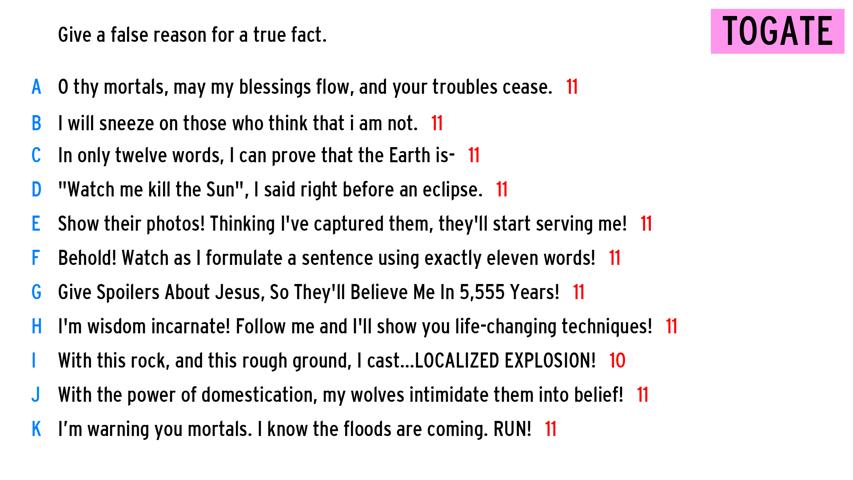 Give a false reason for a true fact.
TOGATE
A O thy mortals, may my blessings flow, and your troubles cease. 11
B I will sneeze on those who think that i am not. 11
C In only twelve words, I can prove that the Earth is- 11
D "Watch me kill the Sun", I said right before an eclipse. 11
E Show their photos! Thinking I've captured them, they'll start serving me! 11
F Behold! Watch as I formulate a sentence using exactly eleven words! 11
G Give Spoilers About Jesus, So They'll Believe Me In 5,555 Years! 11
H I'm wisdom incarnate! Follow me and I'll show you life-changing techniques! 11
I With this rock, and this rough ground, I cast...LOCALIZED EXPLOSION! 10
J With the power of domestication, my wolves intimidate them into belief! 11
K I’m warning you mortals. I know the floods are coming. RUN! 11